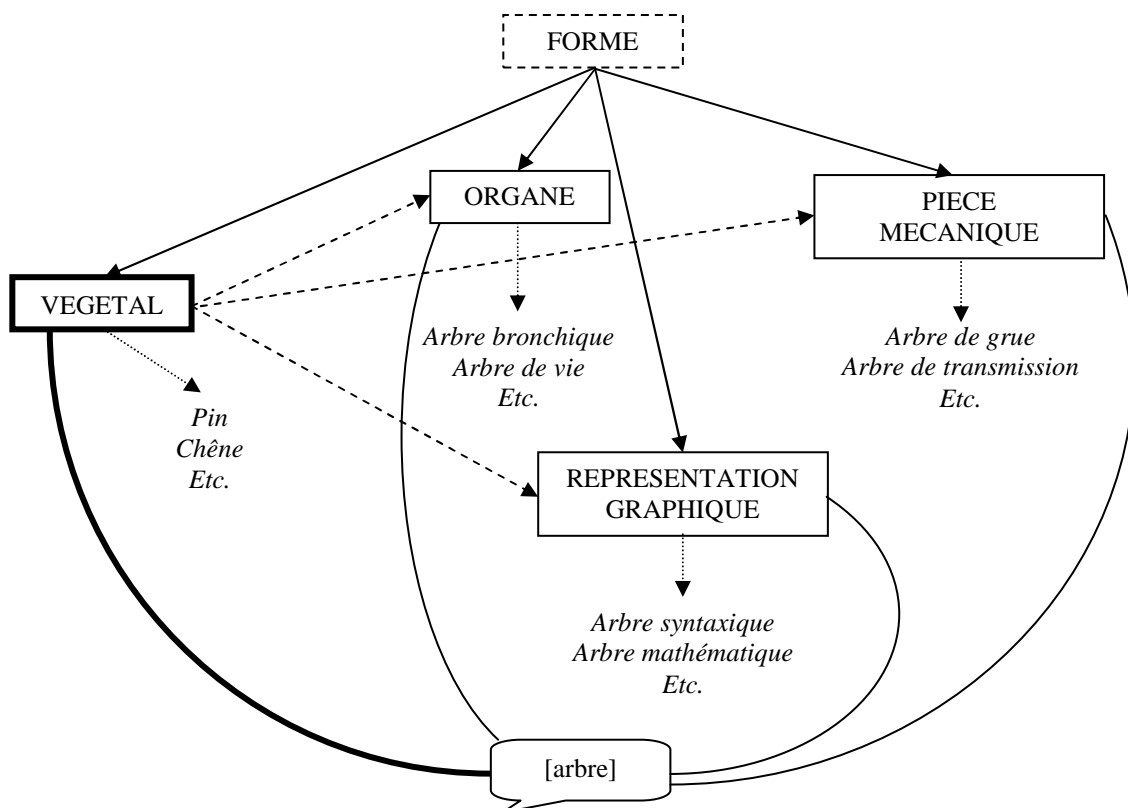 FORME
ORGANE
PIECE
MECANIQUE
VEGETAL
Arbre bronchique
Arbre de vie
Etc.
Arbre de grue
Arbre de transmission
Etc.
Pin
Chêne
Etc.
REPRESENTATION
GRAPHIQUE
Arbre syntaxique
Arbre mathématique
Etc.
[arbre]